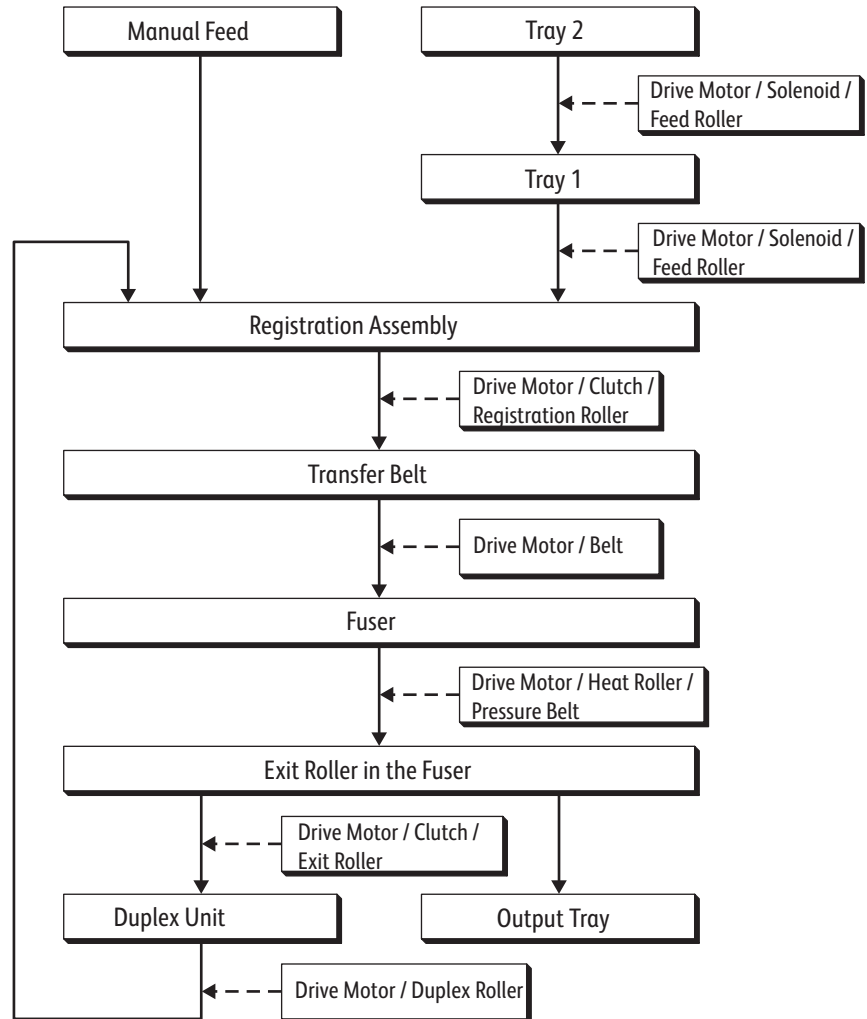 Manual Feed
Tray 2
Drive Motor / Solenoid /
Feed Roller
Tray 1
Drive Motor / Solenoid /
Feed Roller
Registration Assembly
Drive Motor / Clutch /
Registration Roller
Transfer Belt
Drive Motor / Belt
Fuser
Drive Motor / Heat Roller /
Pressure Belt
Exit Roller in the Fuser
Drive Motor / Clutch /
Exit Roller
Duplex Unit
Output Tray
Drive Motor / Duplex Roller